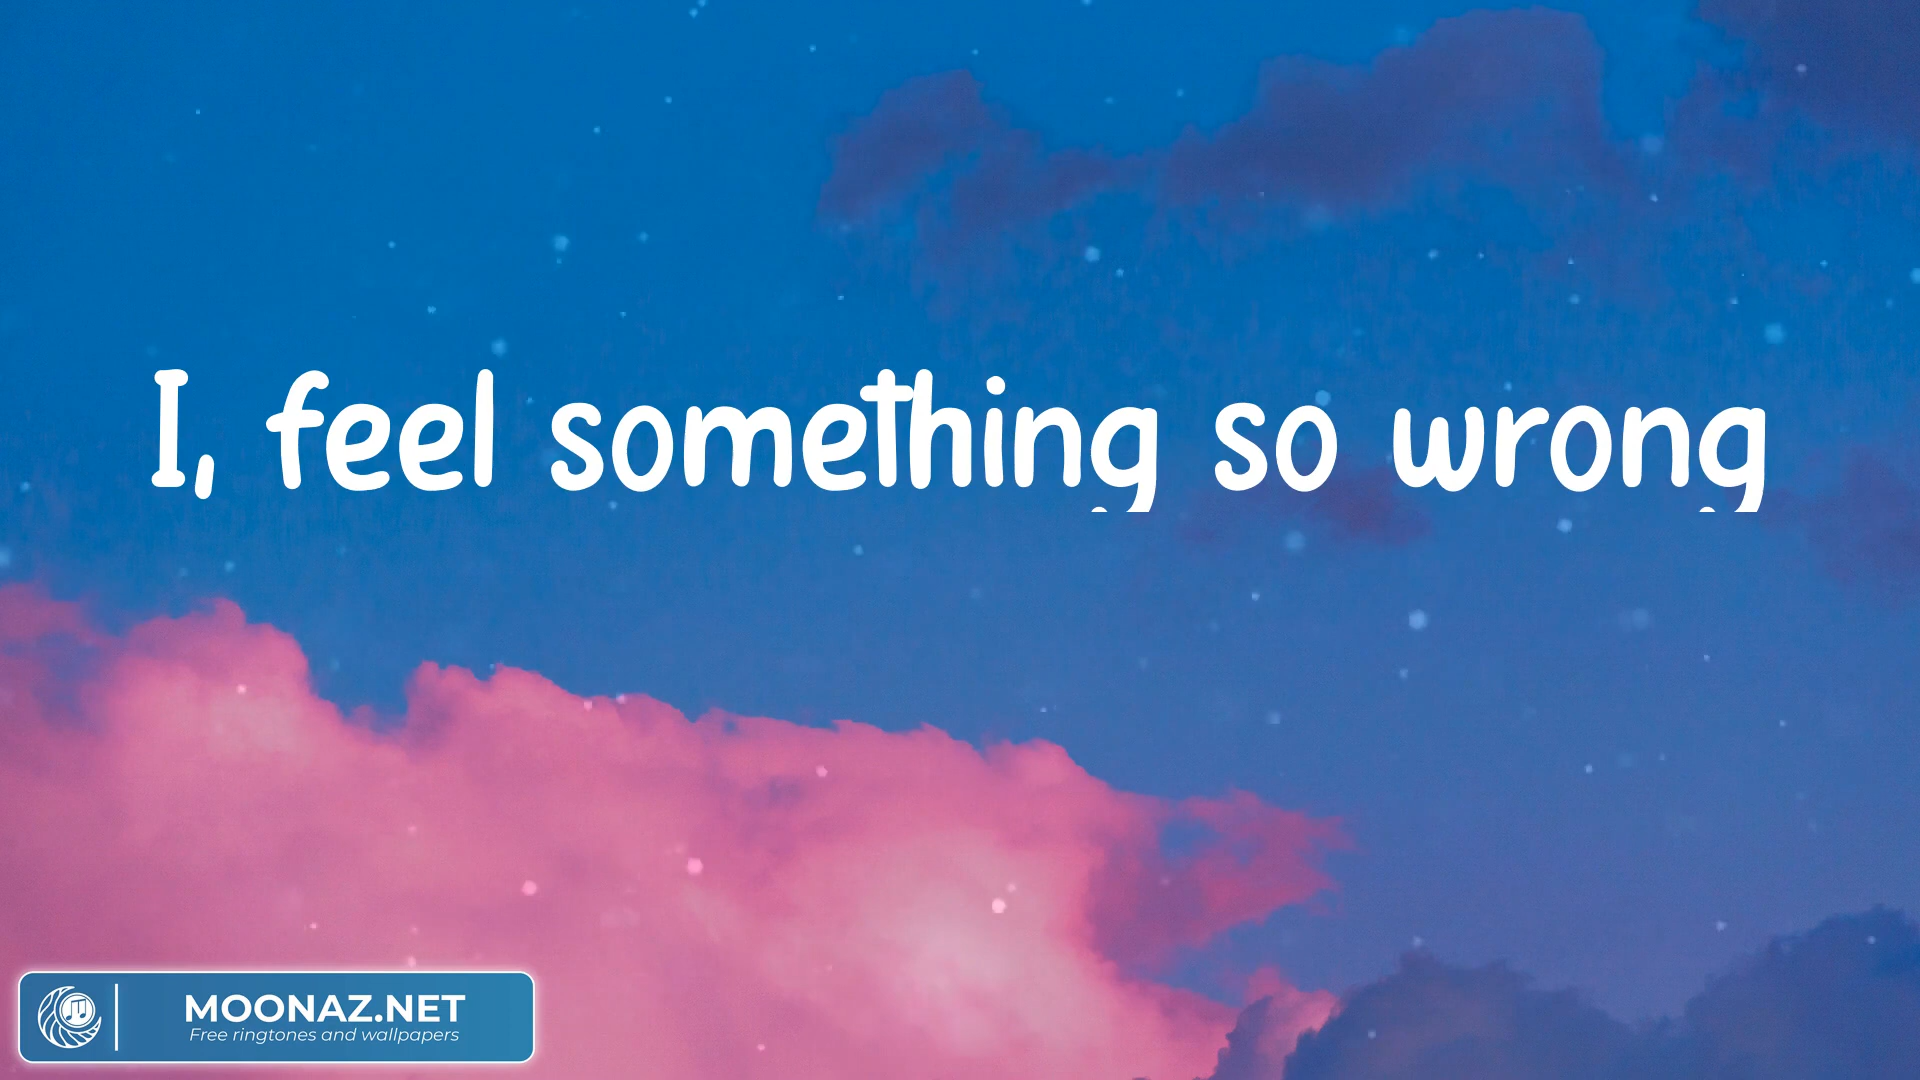 I, feel something so wrong
MOONAZ.NET
Free ringtones and wallpapers